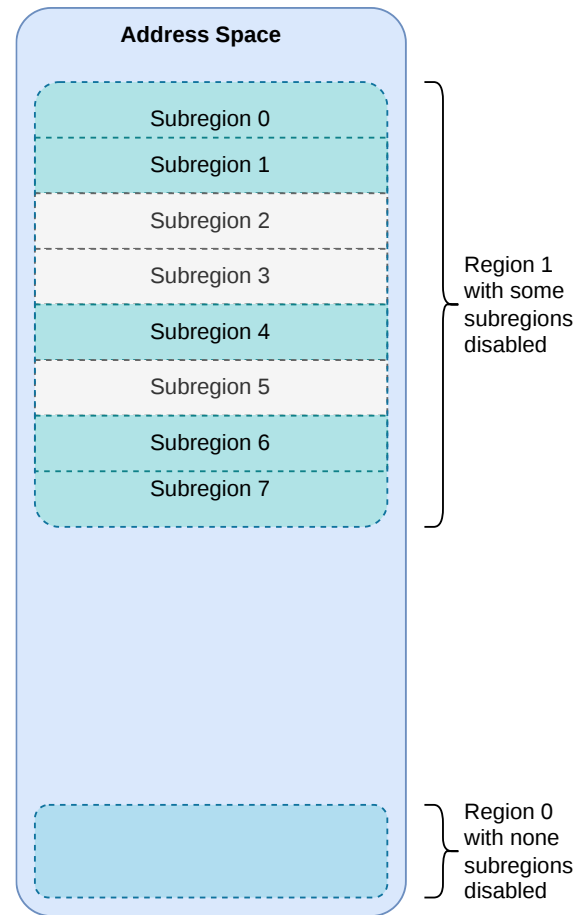 Address Space
Subregion 0
Subregion 1
Subregion 2
Subregion 3
Subregion 4
Subregion 5
Subregion 6
Subregion 7
Region 1
with some
subregions
disabled
Region 0
with none
subregions
disabled